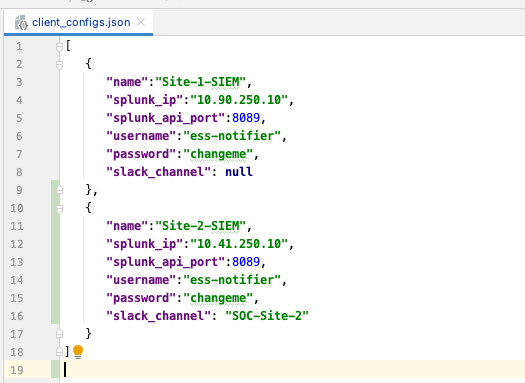 client_configs.json
1 [
2 {
3 "name":"Site-1-SIEM",
4 "splunk_ip":"10.90.250.10",
5 "splunk_api_port":8089,
6 "username":"ess-notifier",
7 "password":"changeme",
8 "slack_channel": null
9 },
10 {
11 "name":"Site-2-SIEM",
12 "splunk_ip":"10.41.250.10",
13 "splunk_api_port":8089,
14 "username":"ess-notifier",
15 "password":"changeme",
16 "slack_channel": "SOC-Site-2"
17 }
18 ]
19